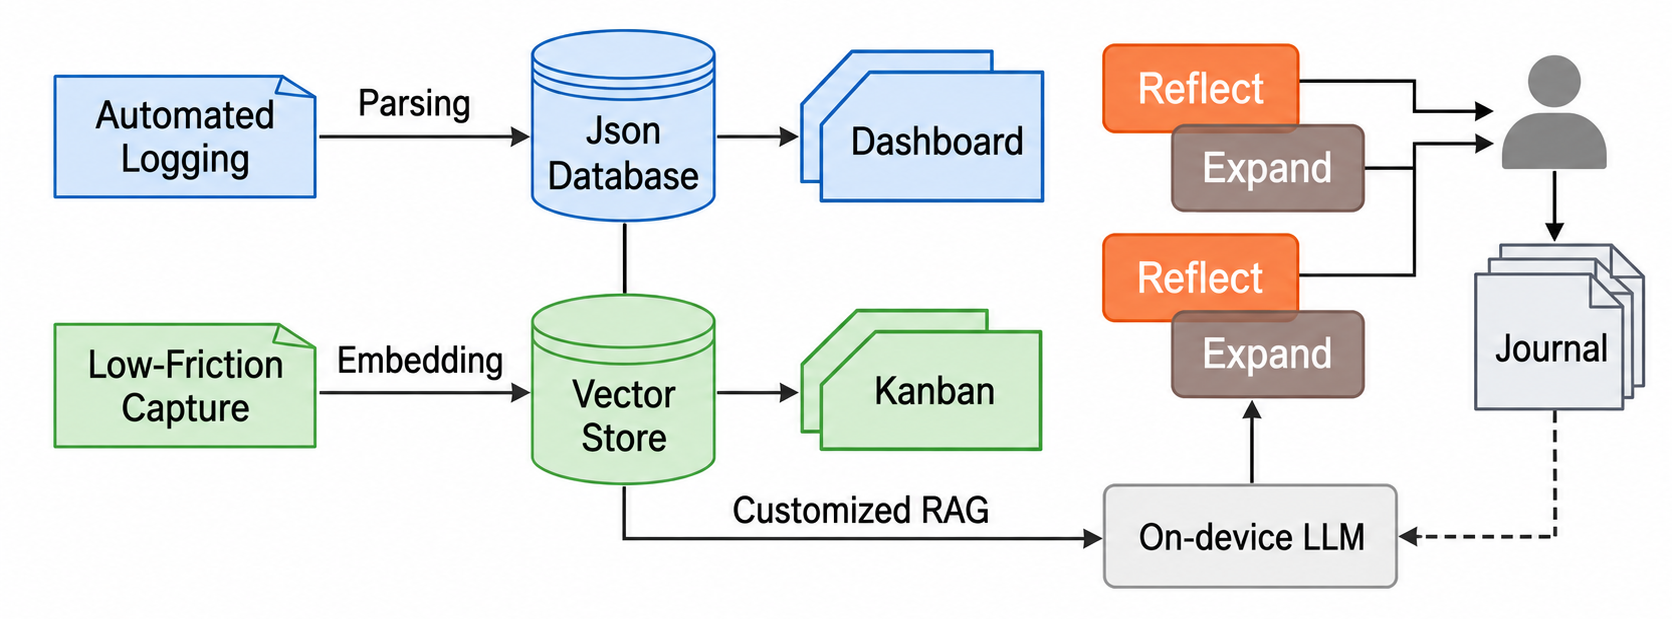 Automated
Logging
Parsing
Json
Database
Dashboard
Reflect
Expand
Reflect
Expand
Low-Friction
Capture
Embedding
Vector
Store
Kanban
Journal
Customized RAG
On-device LLM